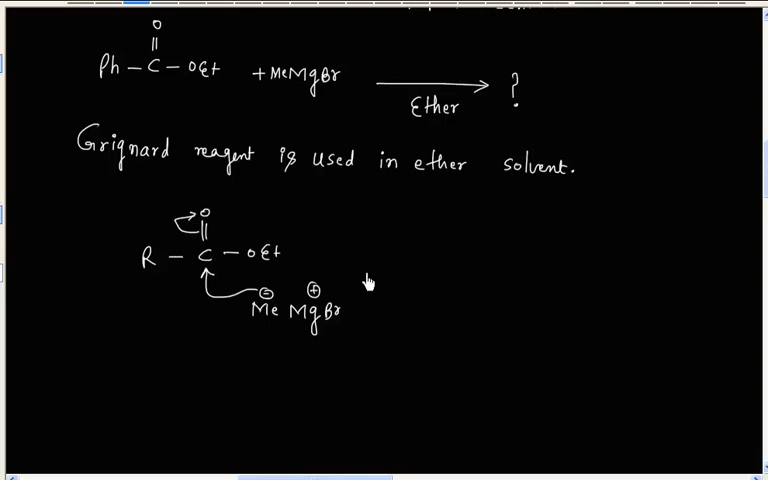 O
||
Ph – C – OEt + MeMgBr ⟶ ?
Ether
Grignard reagent is used in ether solvent.
O
||
R – C – OEt
⊖ ⊕
Me MgBr